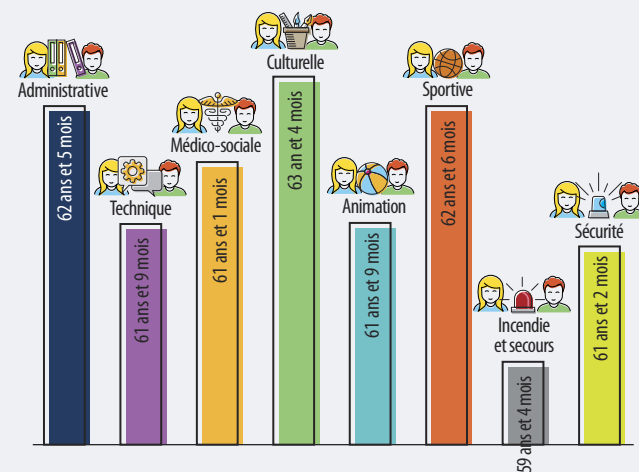 Administrative
62 ans et 5 mois
Technique
61 ans et 9 mois
Médico-sociale
61 ans et 1 mois
Culturelle
63 an et 4 mois
Animation
61 ans et 9 mois
Sportive
62 ans et 6 mois
Incendie
et secours
59 ans et 4 mois
Sécurité
61 ans et 2 mois